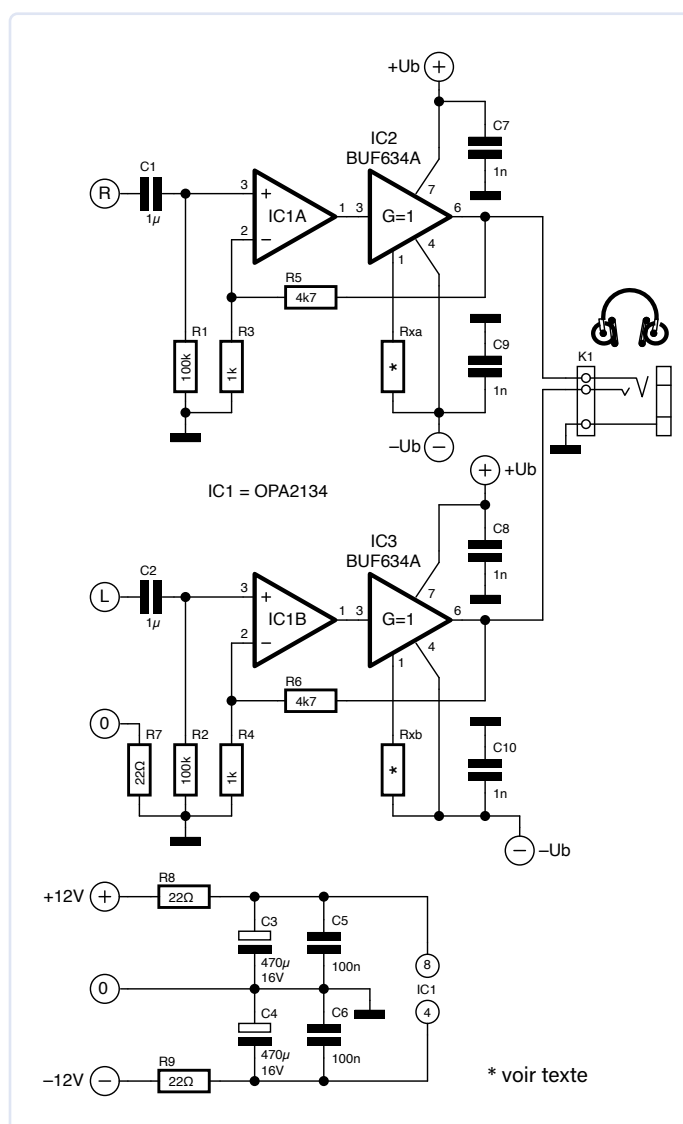 +Ub
+
IC2
BUF634A
C7
1n
7
C1
R
1µ
3
+
IC1A
1
3
G=1
6
2
−
1
4
R5
4k7
R1
100k
R3
1k
Rxa
*
C9
1n
K1
−Ub
−
+
+Ub
IC1 = OPA2134
IC3
BUF634A
C8
1n
7
C2
L
1µ
3
+
IC1B
1
3
G=1
6
2
−
1
4
R6
4k7
0
R7
22Ω
R2
100k
R4
1k
Rxb
*
C10
1n
−
−Ub
+12V
+
R8
22Ω
C3
470µ
16V
C5
100n
8
0
IC1
4
C4
470µ
16V
C6
100n
−12V
−
R9
22Ω
* voir texte